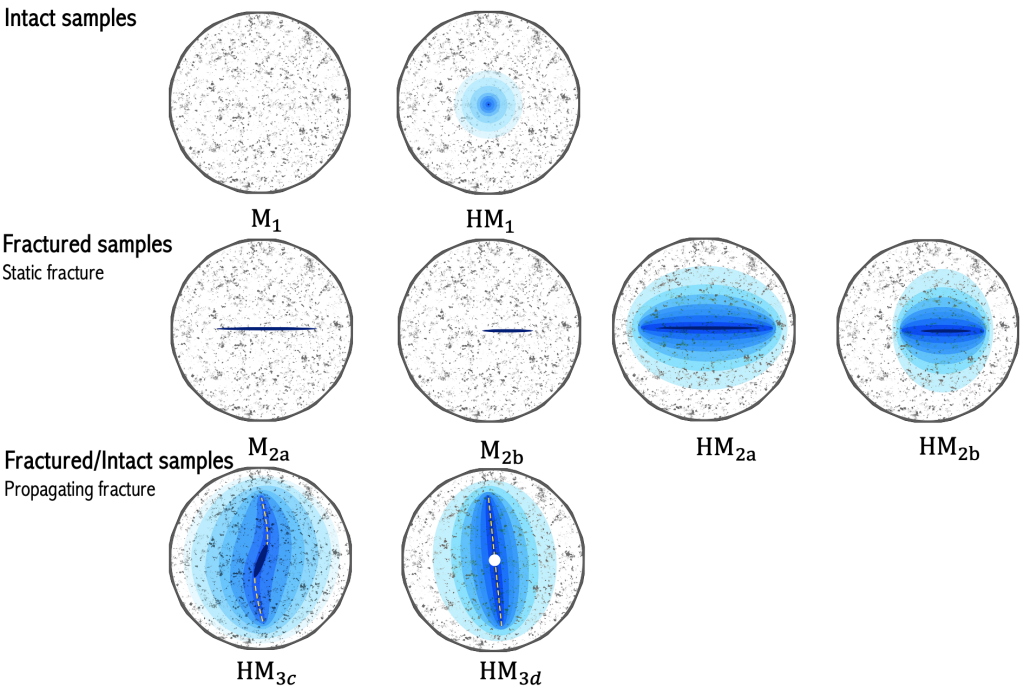 Intact samples
M₁ HM₁
Fractured samples
Static fracture
M₂ₐ M₂b HM₂ₐ HM₂b
Fractured/Intact samples
Propagating fracture
HM₃c HM₃d